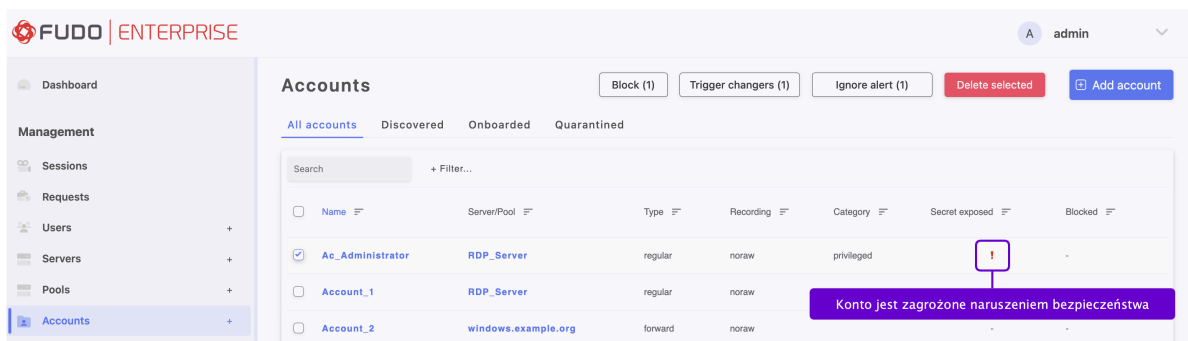 FUDO ENTERPRISE
A admin
Dashboard
Management
Sessions
Requests
Users +
Servers +
Pools +
Accounts +
Accounts
Block (1) Trigger changers (1) Ignore alert (1) Delete selected Add account
All accounts Discovered Onboarded Quarantined
Search + Filter...
Name Server/Pool Type Recording Category Secret exposed Blocked
Ac_Administrator RDP_Server regular noraw privileged ! -
Account_1 RDP_Server regular noraw
Konto jest zagrożone naruszeniem bezpieczeństwa
Account_2 windows.example.org forward noraw - -